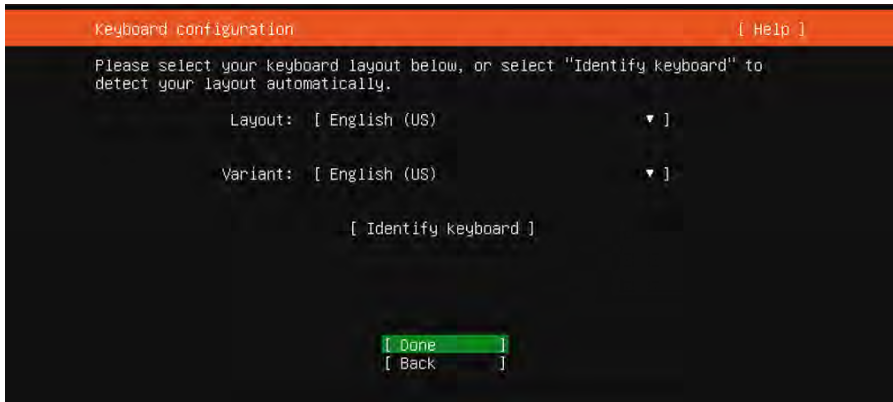 Keyboard configuration [ Help ]
Please select your keyboard layout below, or select "Identify keyboard" to
detect your layout automatically.
Layout: [ English (US) ▼ ]
Variant: [ English (US) ▼ ]
[ Identify keyboard ]
[ Done ]
[ Back ]